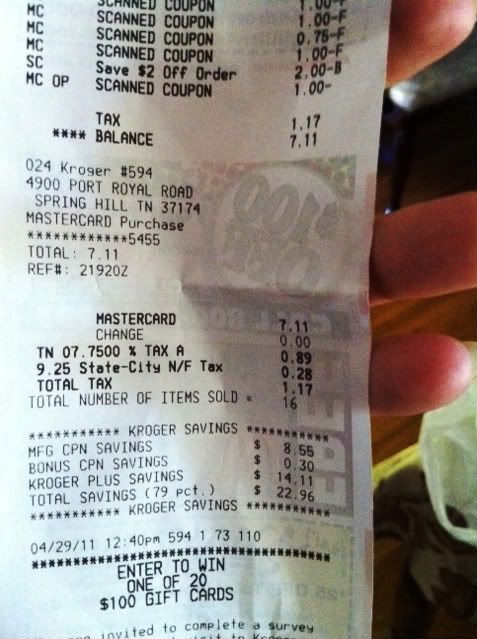 MC SCANNED COUPON 1.00-F
MC SCANNED COUPON 1.00-F
MC SCANNED COUPON 0.75-F
MC SCANNED COUPON 1.00-F
SC Save $2 Off Order 2.00-B
MC OP SCANNED COUPON 1.00-
TAX 1.17
**** BALANCE 7.11
024 Kroger #594
4900 PORT ROYAL ROAD
SPRING HILL TN 37174
MASTERCARD Purchase
************5455
TOTAL: 7.11
REF#: 21920Z
MASTERCARD 7.11
CHANGE 0.00
TN 07.7500 % TAX A 0.89
9.25 State-City N/F Tax 0.28
TOTAL TAX 1.17
TOTAL NUMBER OF ITEMS SOLD = 16
*********** KROGER SAVINGS ***********
MFG CPN SAVINGS $ 8.55
BONUS CPN SAVINGS $ 0.30
KROGER PLUS SAVINGS $ 14.11
TOTAL SAVINGS (79 pct.) $ 22.96
*********** KROGER SAVINGS ***********
04/29/11 12:40pm 594 1 73 110
**************************************
ENTER TO WIN
ONE OF 20
$100 GIFT CARDS
invited to complete a survey